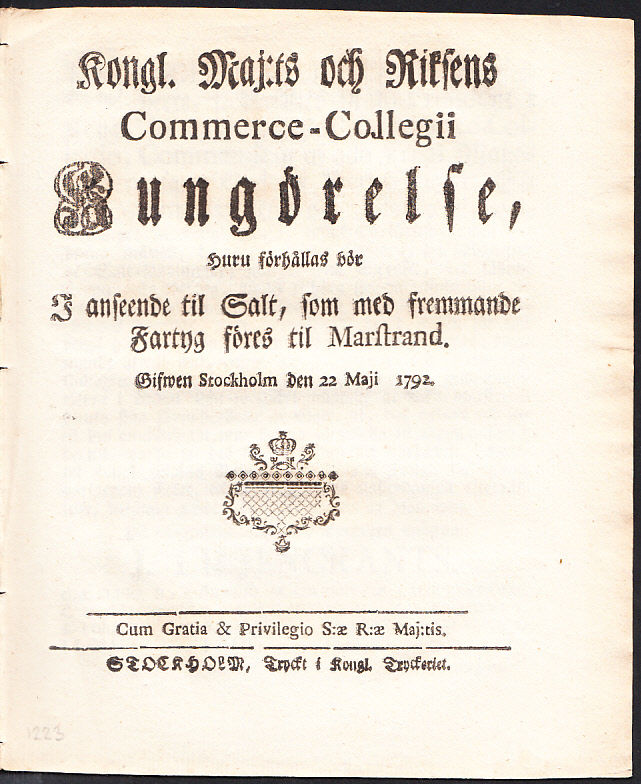 Kongl. Maj:ts och Riksens
Commerce-Collegii
Kungörelse,
Huru förhållas bör
I anseende til Salt, som med fremmande
Fartyg föres til Marstrand.
Gifwen Stockholm den 22 Maji 1792.
Cum Gratia & Privilegio S:æ R:æ Maj:tis.
STOCKHOLM, Tryckt i Kongl. Tryckeriet.
1223